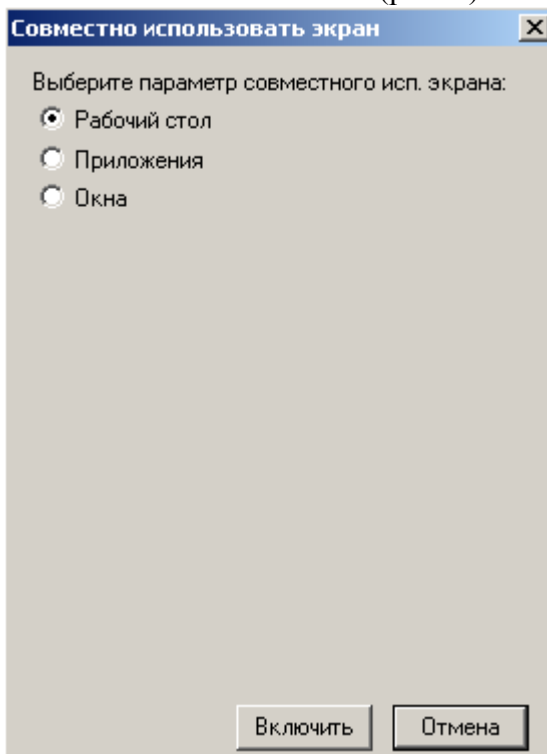 Совместно использовать экран
Выберите параметр совместного исп. экрана:
Рабочий стол
Приложения
Окна
Включить Отмена